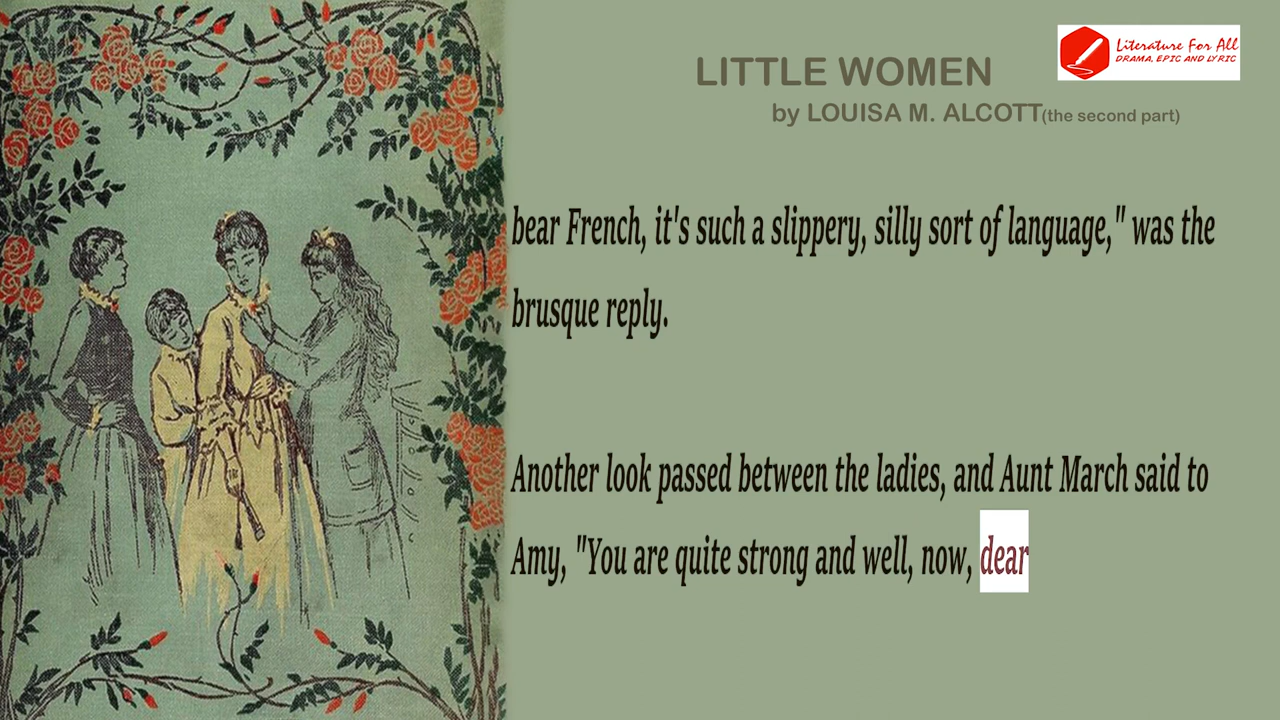 LITTLE WOMEN
Literature For All
DRAMA, EPIC AND LYRIC
by LOUISA M. ALCOTT(the second part)
bear French, it's such a slippery, silly sort of language," was the
brusque reply.
Another look passed between the ladies, and Aunt March said to
Amy, "You are quite strong and well, now, dear